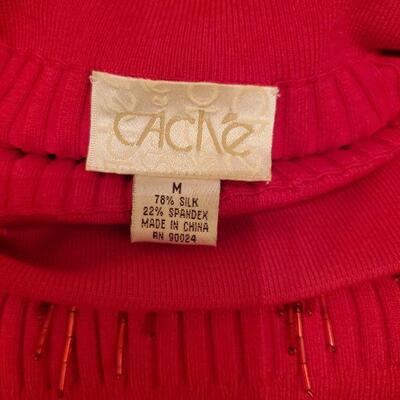 CAChé
M
78% SILK
22% SPANDEX
MADE IN CHINA
RN 90024